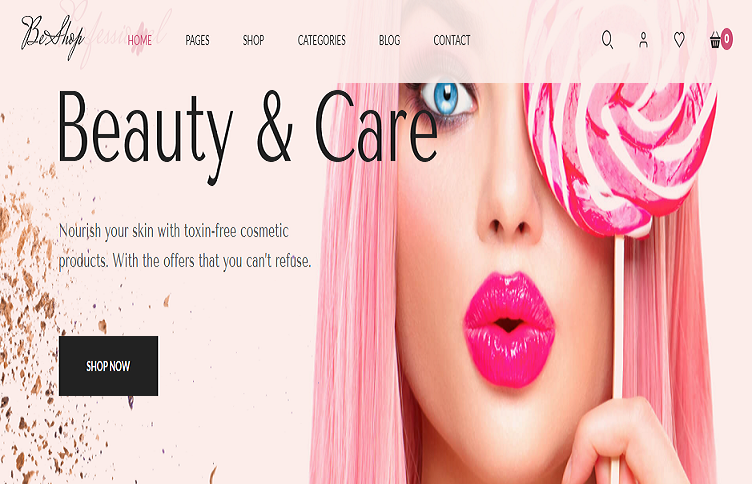 BeShop
HOME PAGES SHOP CATEGORIES BLOG CONTACT
0
Professional
Beauty & Care
Nourish your skin with toxin-free cosmetic
products. With the offers that you can't refuse.
SHOP NOW